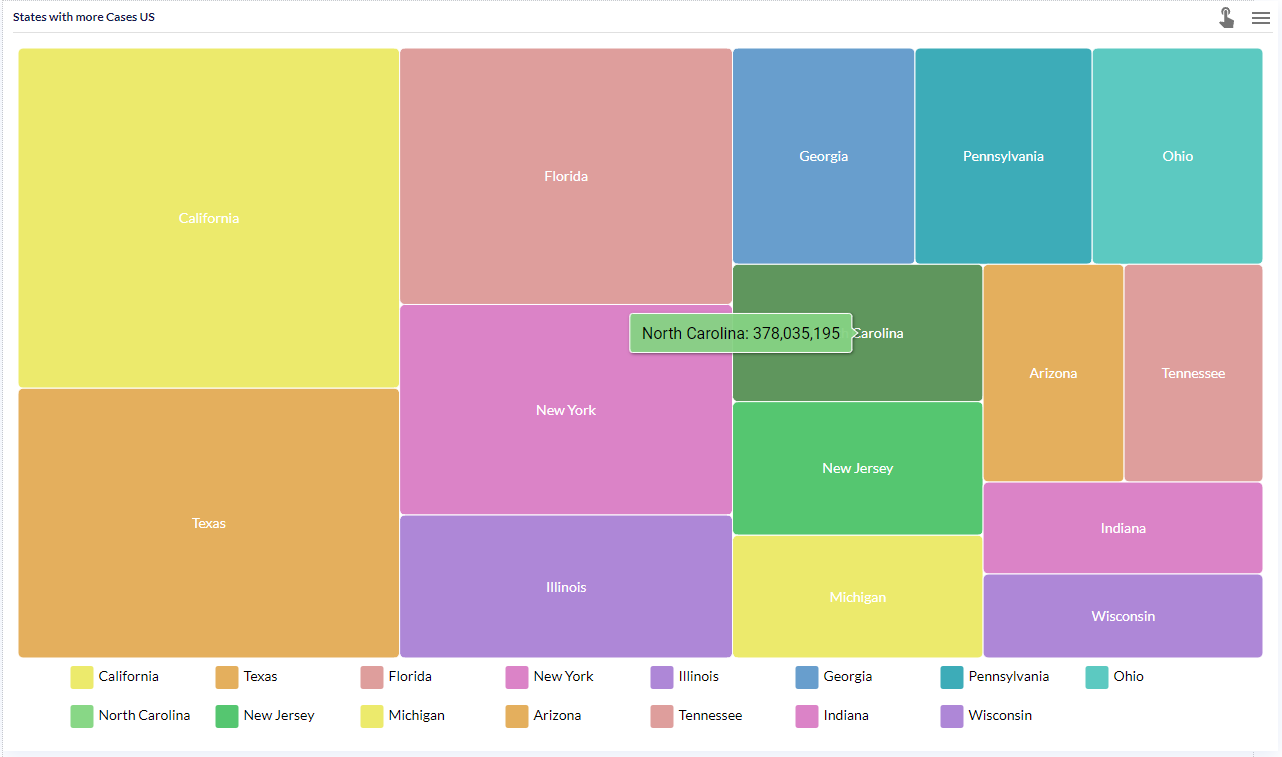 States with more Cases US
California
Florida
Georgia
Pennsylvania
Ohio
North Carolina: 378,035,195
Carolina
Arizona
Tennessee
New York
New Jersey
Texas
Indiana
Illinois
Michigan
Wisconsin
California Texas Florida New York Illinois Georgia Pennsylvania Ohio
North Carolina New Jersey Michigan Arizona Tennessee Indiana Wisconsin